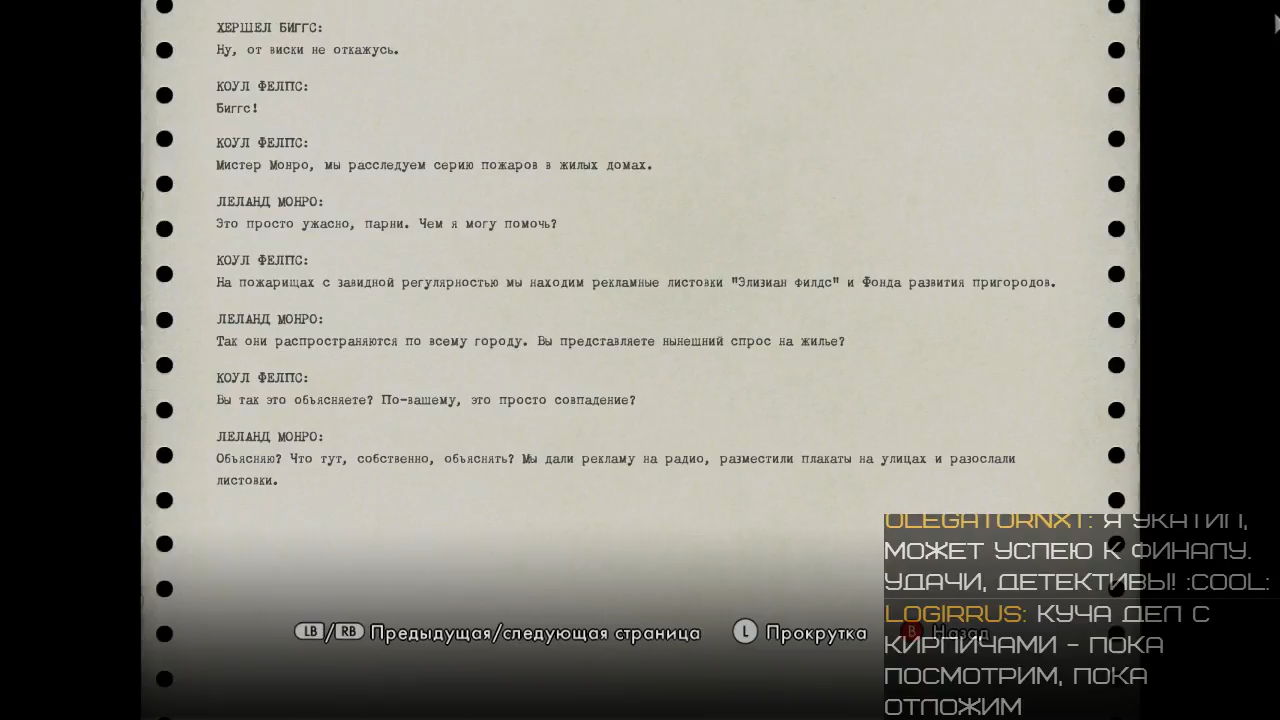 ХЕРШЕЛ БИГГС:
Ну, от виски не откажусь.
КОУЛ ФЕЛПС:
Биггс!
КОУЛ ФЕЛПС:
Мистер Монро, мы расследуем серию пожаров в жилых домах.
ЛЕЛАНД МОНРО:
Это просто ужасно, парни. Чем я могу помочь?
КОУЛ ФЕЛПС:
На пожарищах с завидной регулярностью мы находим рекламные листовки "Элизиан филдс" и Фонда развития пригородов.
ЛЕЛАНД МОНРО:
Так они распространяются по всему городу. Вы представляете нынешний спрос на жилье?
КОУЛ ФЕЛПС:
Вы так это объясняете? По-вашему, это просто совпадение?
ЛЕЛАНД МОНРО:
Объясняю? Что тут, собственно, объяснять? Мы дали рекламу на радио, разместили плакаты на улицах и разослали
листовки.
LB/RB Предыдущая/следующая страница L Прокрутка B Назад
OLEGATORNXT: Я УКАТИЛ,
МОЖЕТ УСПЕЮ К ФИНАЛУ.
УДАЧИ, ДЕТЕКТИВЫ! :COOL:
LOGIRRUS: КУЧА ДЕЛ С
КИРПИЧАМИ - ПОКА
ПОСМОТРИМ, ПОКА
ОТЛОЖИМ